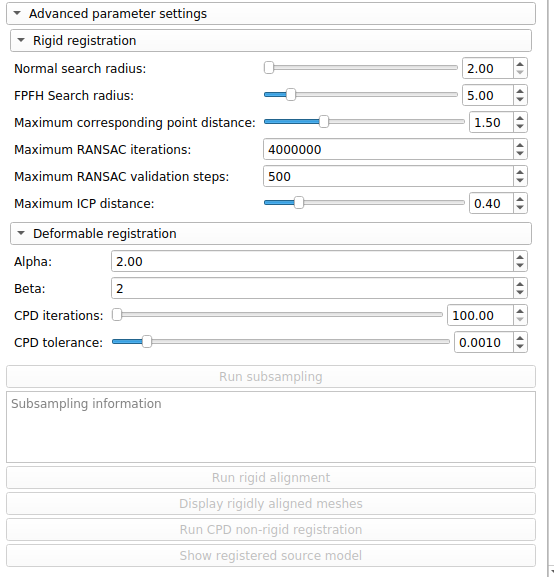 Advanced parameter settings
Rigid registration
Normal search radius: 2.00
FPFH Search radius: 5.00
Maximum corresponding point distance: 1.50
Maximum RANSAC iterations: 4000000
Maximum RANSAC validation steps: 500
Maximum ICP distance: 0.40
Deformable registration
Alpha: 2.00
Beta: 2
CPD iterations: 100.00
CPD tolerance: 0.0010
Run subsampling
Subsampling information
Run rigid alignment
Display rigidly aligned meshes
Run CPD non-rigid registration
Show registered source model